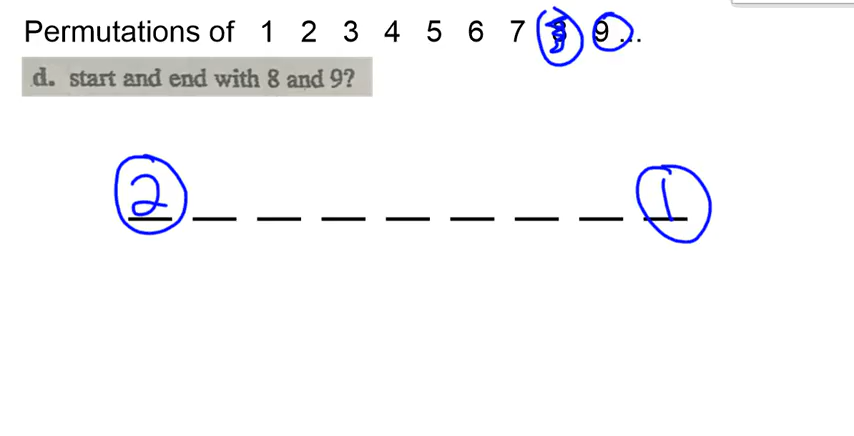 Permutations of 1 2 3 4 5 6 7 8 9 ...
d. start and end with 8 and 9?
2 1